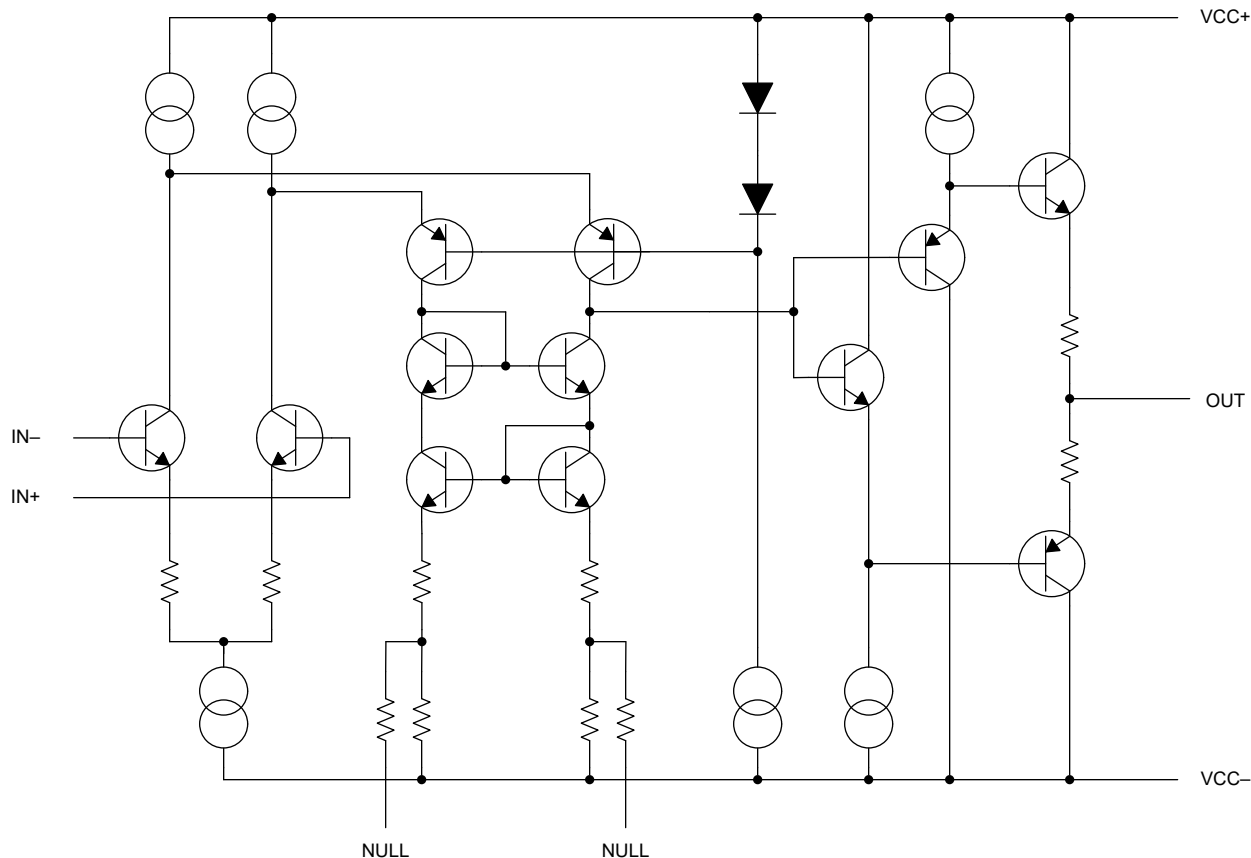 VCC+
OUT
IN–
IN+
VCC–
NULL
NULL